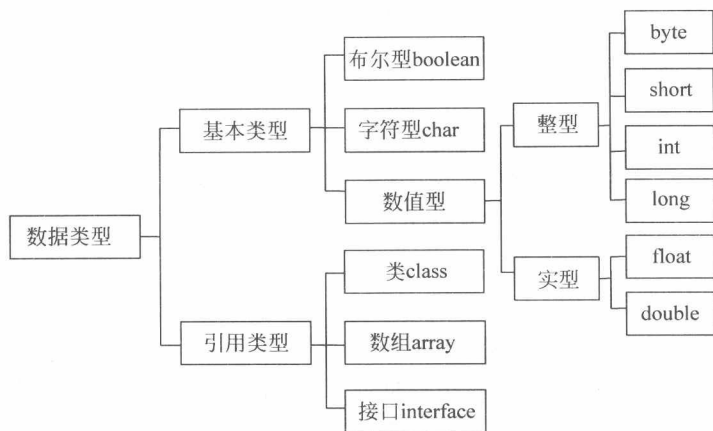 数据类型
基本类型
布尔型boolean
字符型char
数值型
整型
byte
short
int
long
实型
float
double
引用类型
类class
数组array
接口interface